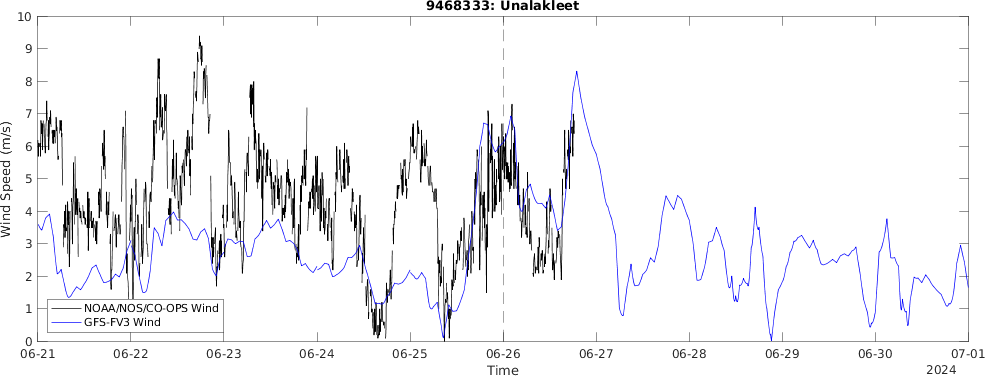 9468333: Unalakleet
Wind Speed (m/s)
10
9
8
7
6
5
4
3
2
1
0
NOAA/NOS/CO-OPS Wind
GFS-FV3 Wind
06-21 06-22 06-23 06-24 06-25 06-26 06-27 06-28 06-29 06-30 07-01
Time
2024